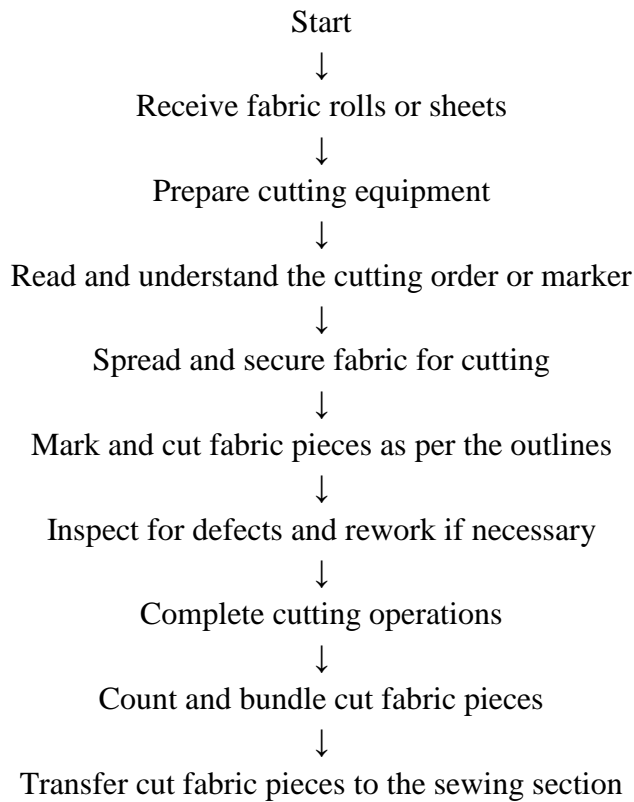 Start
↓
Receive fabric rolls or sheets
↓
Prepare cutting equipment
↓
Read and understand the cutting order or marker
↓
Spread and secure fabric for cutting
↓
Mark and cut fabric pieces as per the outlines
↓
Inspect for defects and rework if necessary
↓
Complete cutting operations
↓
Count and bundle cut fabric pieces
↓
Transfer cut fabric pieces to the sewing section